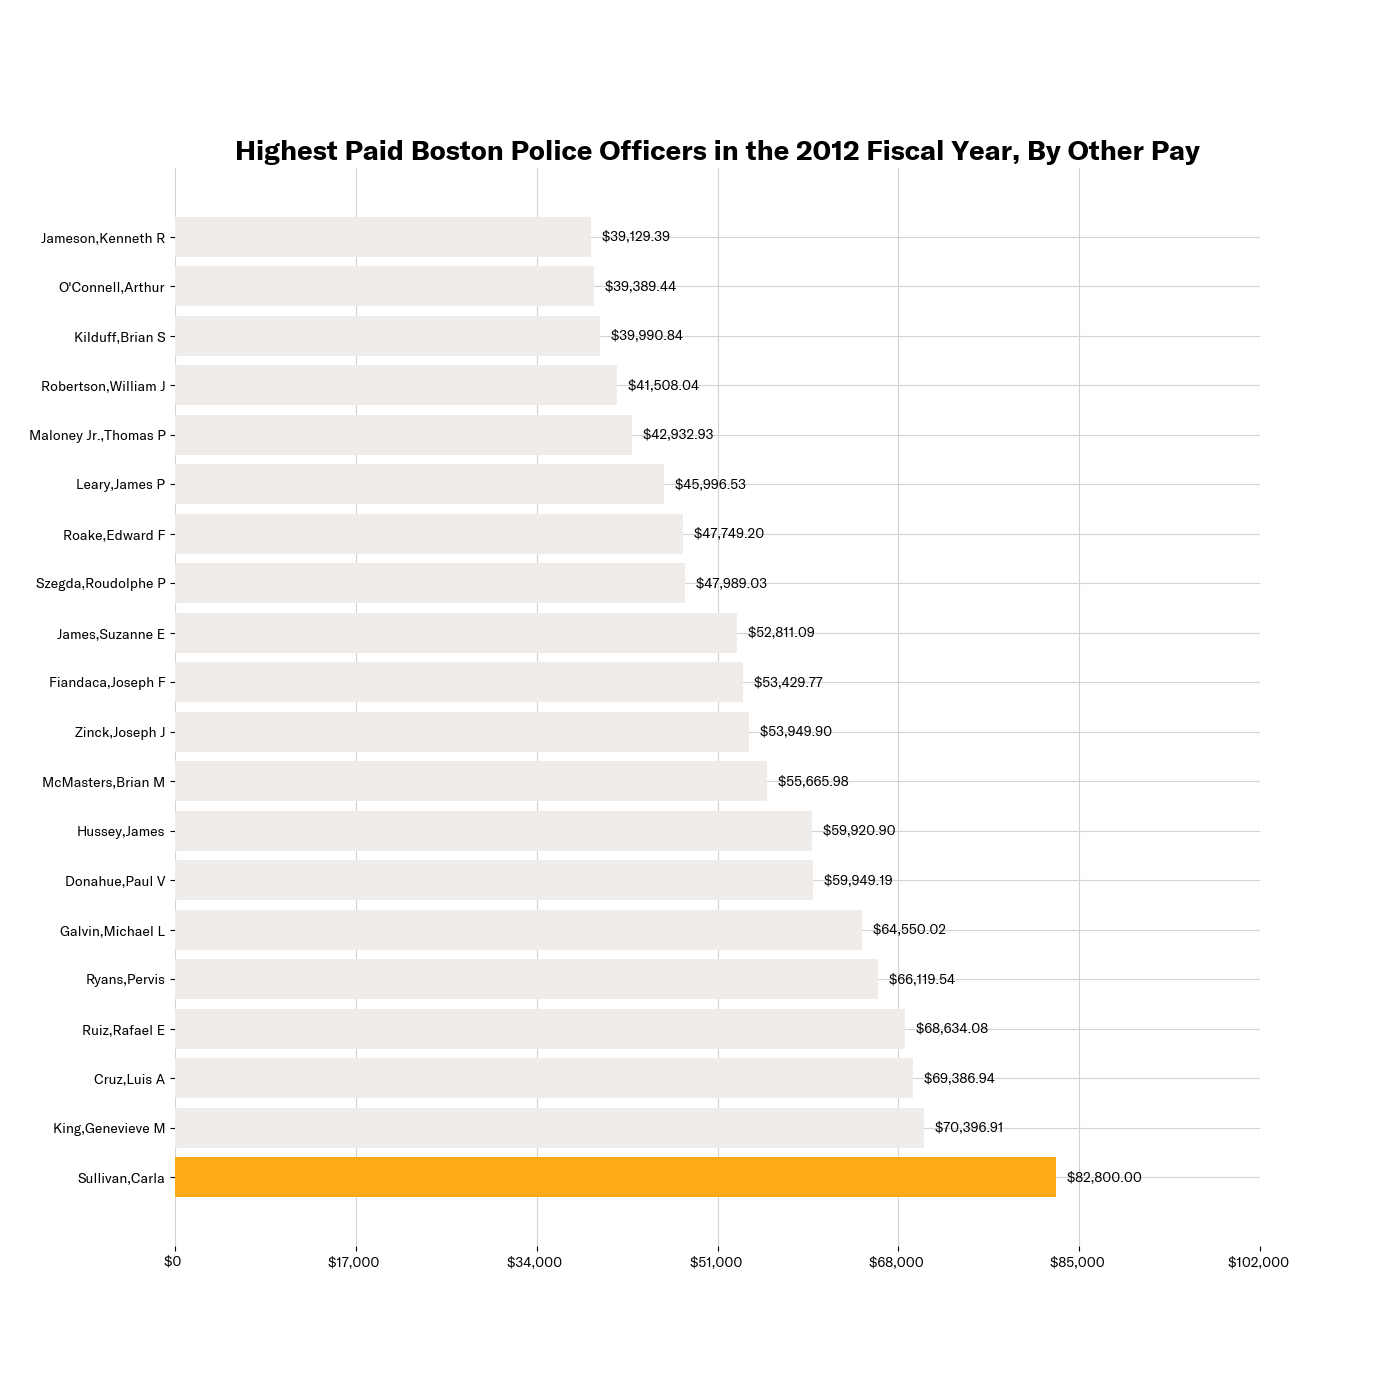 Highest Paid Boston Police Officers in the 2012 Fiscal Year, By Other Pay
Jameson,Kenneth R $39,129.39
O'Connell,Arthur $39,389.44
Kilduff,Brian S $39,990.84
Robertson,William J $41,508.04
Maloney Jr.,Thomas P $42,932.93
Leary,James P $45,996.53
Roake,Edward F $47,749.20
Szegda,Roudolphe P $47,989.03
James,Suzanne E $52,811.09
Fiandaca,Joseph F $53,429.77
Zinck,Joseph J $53,949.90
McMasters,Brian M $55,665.98
Hussey,James $59,920.90
Donahue,Paul V $59,949.19
Galvin,Michael L $64,550.02
Ryans,Pervis $66,119.54
Ruiz,Rafael E $68,634.08
Cruz,Luis A $69,386.94
King,Genevieve M $70,396.91
Sullivan,Carla $82,800.00
$0 $17,000 $34,000 $51,000 $68,000 $85,000 $102,000